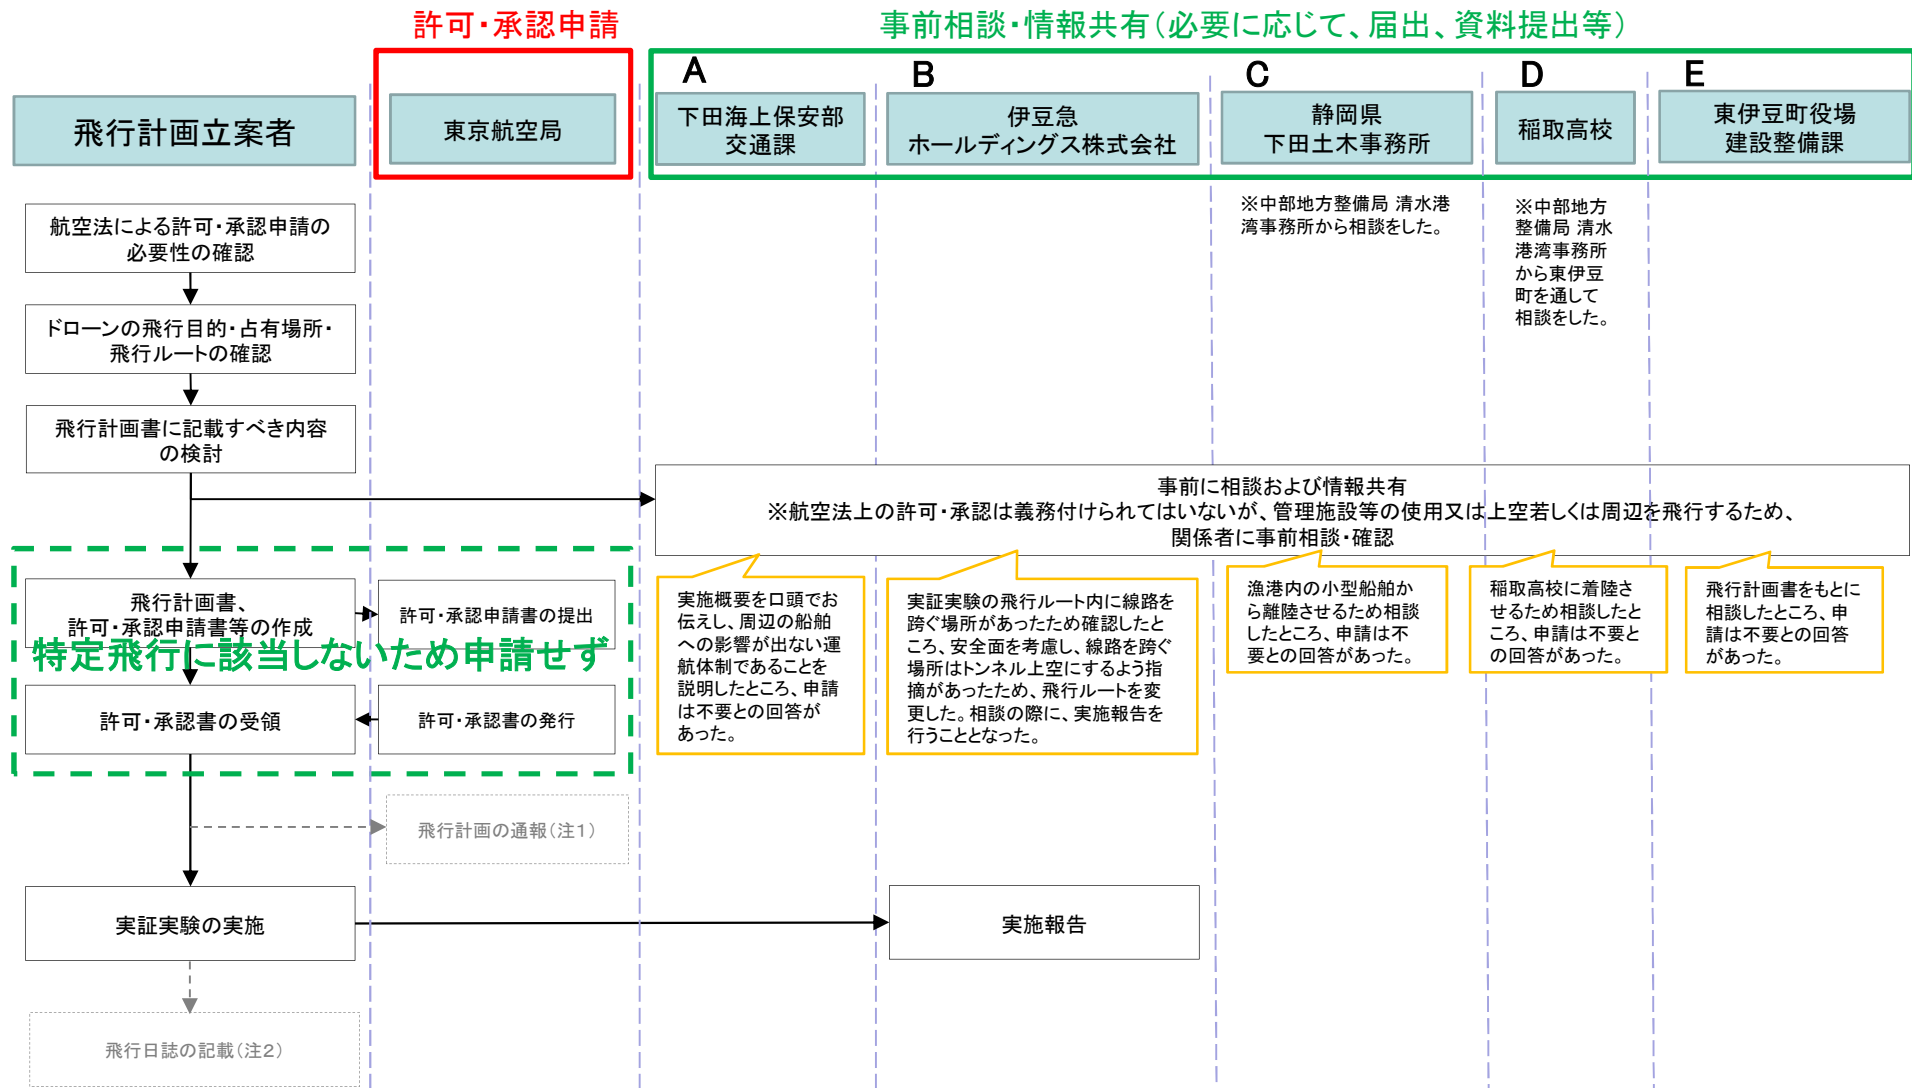 許可・承認申請
事前相談・情報共有(必要に応じて、届出、資料提出等)
飛行計画立案者
東京航空局
A
下田海上保安部
交通課
B
伊豆急
ホールディングス株式会社
C
静岡県
下田土木事務所
D
稲取高校
E
東伊豆町役場
建設整備課
※中部地方整備局 清水港
湾事務所から相談をした。
※中部地方
整備局 清水
港湾事務所
から東伊豆
町を通して
相談をした。
航空法による許可・承認申請の
必要性の確認
ドローンの飛行目的・占有場所・
飛行ルートの確認
飛行計画書に記載すべき内容
の検討
事前に相談および情報共有
※航空法上の許可・承認は義務付けられてはいないが、管理施設等の使用又は上空若しくは周辺を飛行するため、
関係者に事前相談・確認
飛行計画書、
許可・承認申請書等の作成
許可・承認申請書の提出
特定飛行に該当しないため申請せず
許可・承認書の受領
許可・承認書の発行
実施概要を口頭でお
伝えし、周辺の船舶
への影響が出ない運
航体制であることを
説明したところ、申請
は不要との回答が
あった。
実証実験の飛行ルート内に線路を
跨ぐ場所があったため確認したと
ころ、安全面を考慮し、線路を跨ぐ
場所はトンネル上空にするよう指
摘があったため、飛行ルートを変
更した。相談の際に、実施報告を
行うこととなった。
漁港内の小型船舶か
ら離陸させるため相談
したところ、申請は不
要との回答があった。
稲取高校に着陸さ
せるため相談したと
ころ、申請は不要と
の回答があった。
飛行計画書をもとに
相談したところ、申
請は不要との回答
があった。
飛行計画の通報(注1)
実証実験の実施
実施報告
飛行日誌の記載(注2)